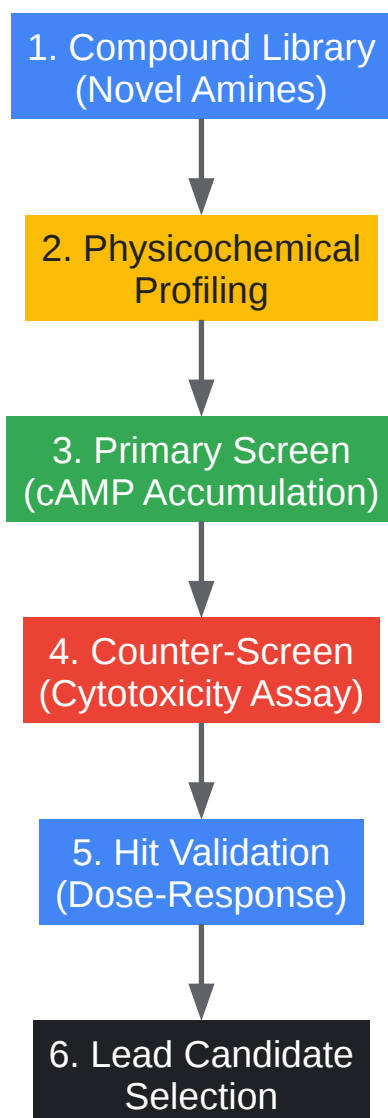 1. Compound Library
(Novel Amines)
2. Physicochemical
Profiling
3. Primary Screen
(cAMP Accumulation)
4. Counter-Screen
(Cytotoxicity Assay)
5. Hit Validation
(Dose-Response)
6. Lead Candidate
Selection